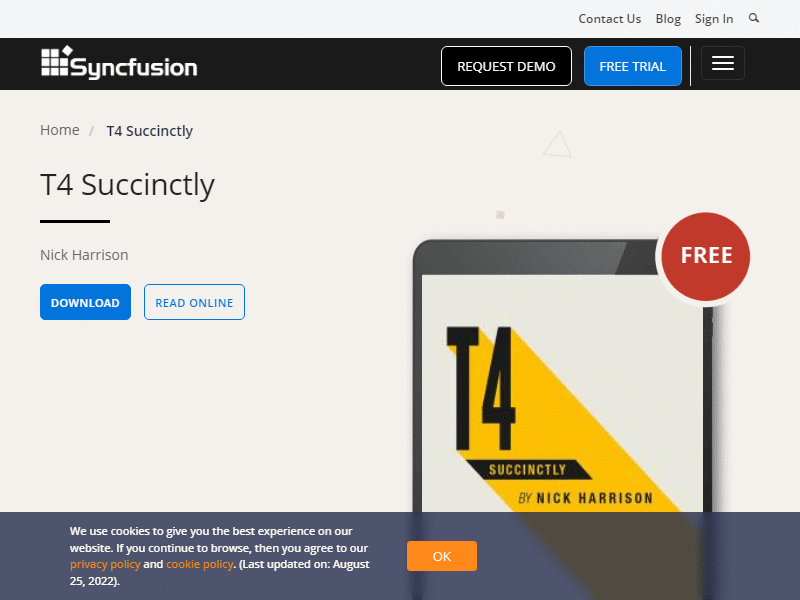 Contact Us Blog Sign In
Syncfusion REQUEST DEMO FREE TRIAL
Home / T4 Succinctly
T4 Succinctly
Nick Harrison
DOWNLOAD READ ONLINE
FREE
T4
SUCCINCTLY
BY NICK HARRISON
We use cookies to give you the best experience on our
website. If you continue to browse, then you agree to our
privacy policy and cookie policy. (Last updated on: August
25, 2022).
OK